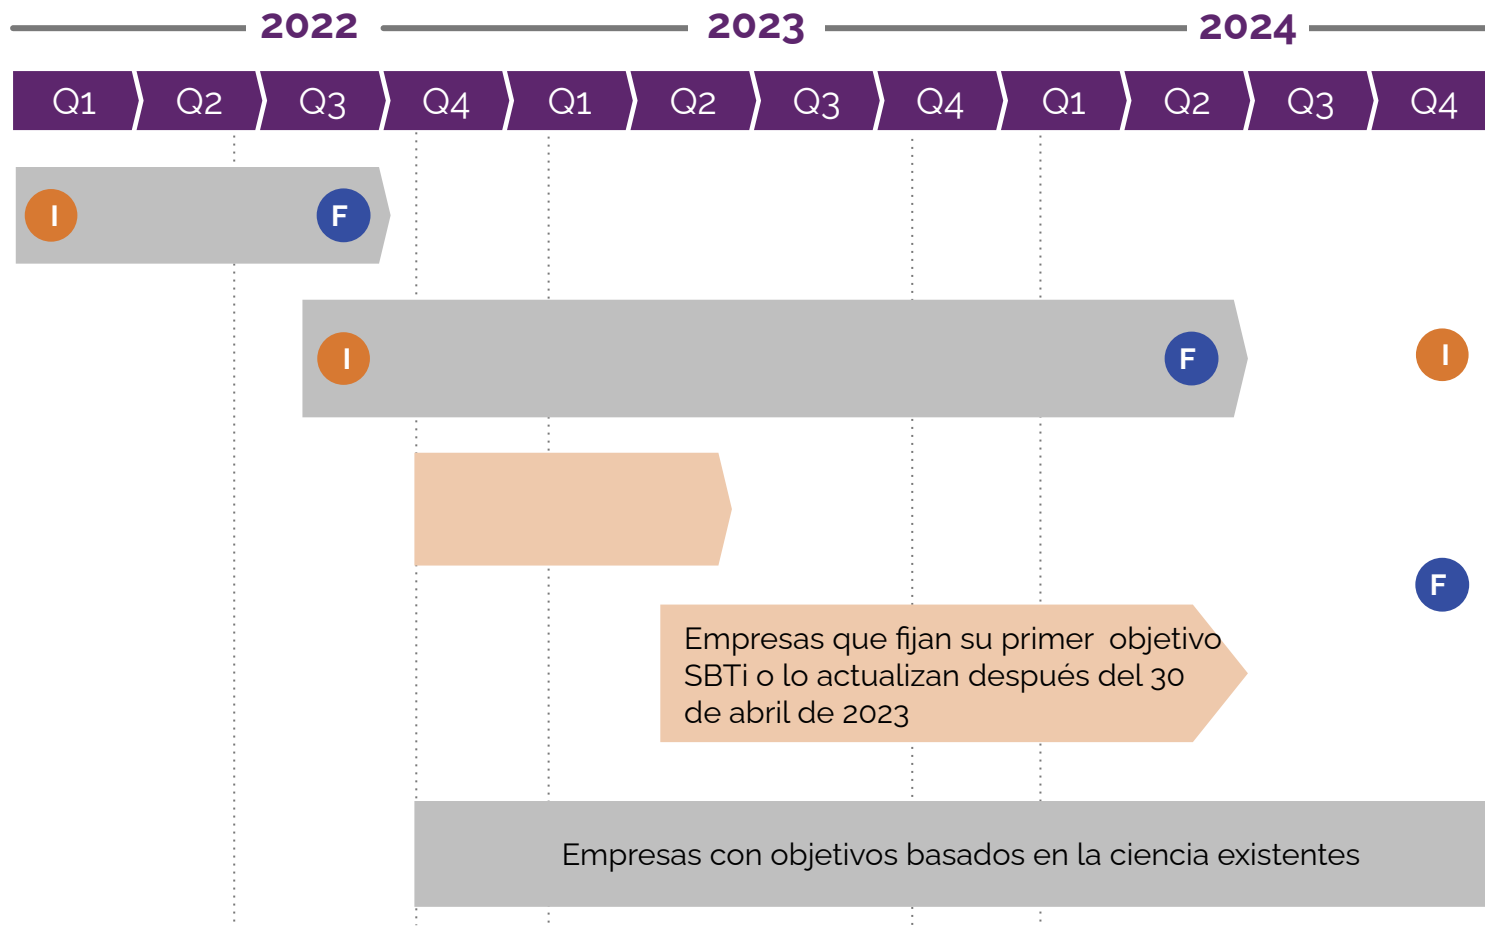 2022 2023 2024
Q1 Q2 Q3 Q4 Q1 Q2 Q3 Q4 Q1 Q2 Q3 Q4
I F
I F I
F
Empresas que fijan su primer objetivo
SBTi o lo actualizan después del 30
de abril de 2023
Empresas con objetivos basados en la ciencia existentes